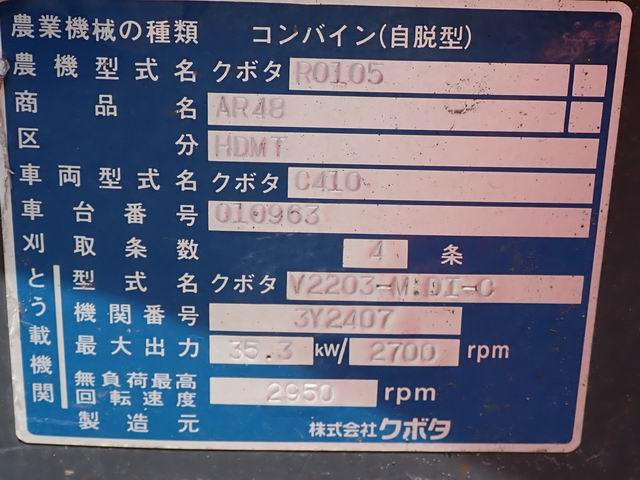 農業機械の種類 コンバイン(自脱型)
農機型式名 クボタ RO105
商品名 AR48
区分 HDMT
車両型式名 クボタ C410
車台番号 010963
刈取条数 4 条
とう載機関
型式名 クボタ V2203-M-DI-C
機関番号 3Y2407
最大出力 35.3 kW/ 2700 rpm
無負荷最高回転速度 2950 rpm
製造元 株式会社クボタ